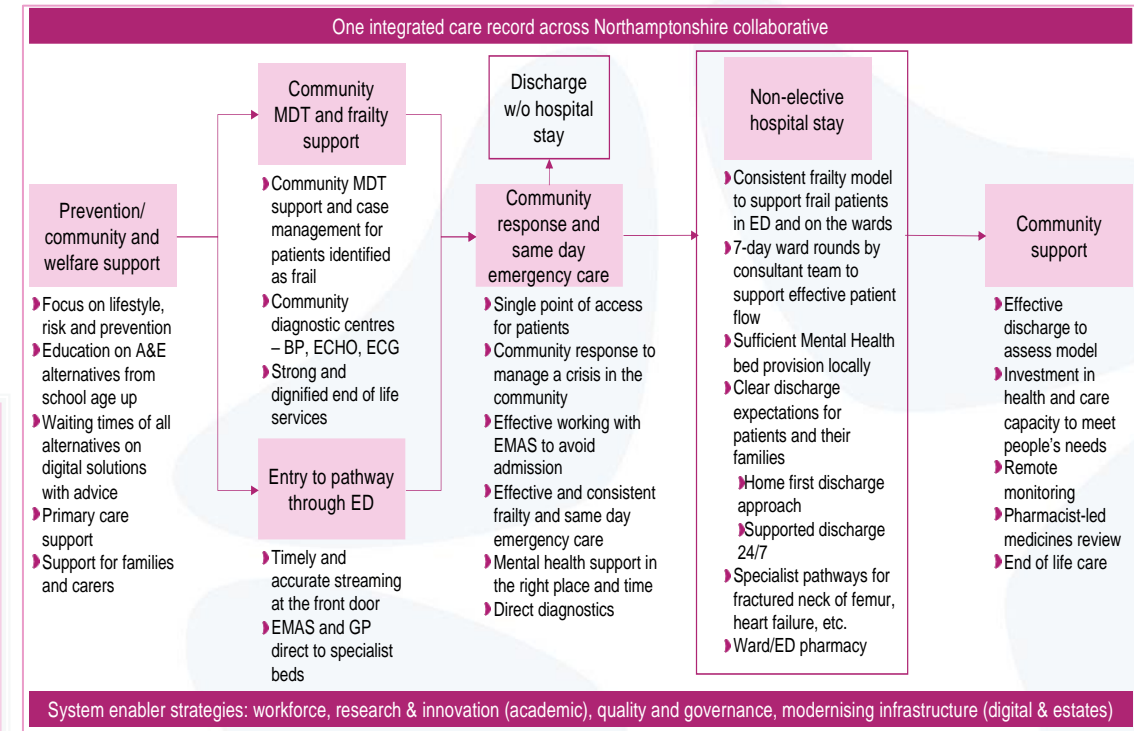 One integrated care record across Northamptonshire collaborative
Prevention/
community and
welfare support
Focus on lifestyle,
risk and prevention
Education on A&E
alternatives from
school age up
Waiting times of all
alternatives on
digital solutions
with advice
Primary care
support
Support for families
and carers
Community
MDT and frailty
support
Community MDT
support and case
management for
patients identified
as frail
Community
diagnostic centres
– BP, ECHO, ECG
Strong and
dignified end of life
services
Entry to pathway
through ED
Timely and
accurate streaming
at the front door
EMAS and GP
direct to specialist
beds
Discharge
w/o hospital
stay
Community
response and
same day
emergency care
Single point of access
for patients
Community response to
manage a crisis in the
community
Effective working with
EMAS to avoid
admission
Effective and consistent
frailty and same day
emergency care
Mental health support in
the right place and time
Direct diagnostics
Non-elective
hospital stay
Consistent frailty model
to support frail patients
in ED and on the wards
7-day ward rounds by
consultant team to
support effective patient
flow
Sufficient Mental Health
bed provision locally
Clear discharge
expectations for
patients and their
families
Home first discharge
approach
Supported discharge
24/7
Specialist pathways for
fractured neck of femur,
heart failure, etc.
Ward/ED pharmacy
Community
support
Effective
discharge to
assess model
Investment in
health and care
capacity to meet
people's needs
Remote
monitoring
Pharmacist-led
medicines review
End of life care
System enabler strategies: workforce, research & innovation (academic), quality and governance, modernising infrastructure (digital & estates)